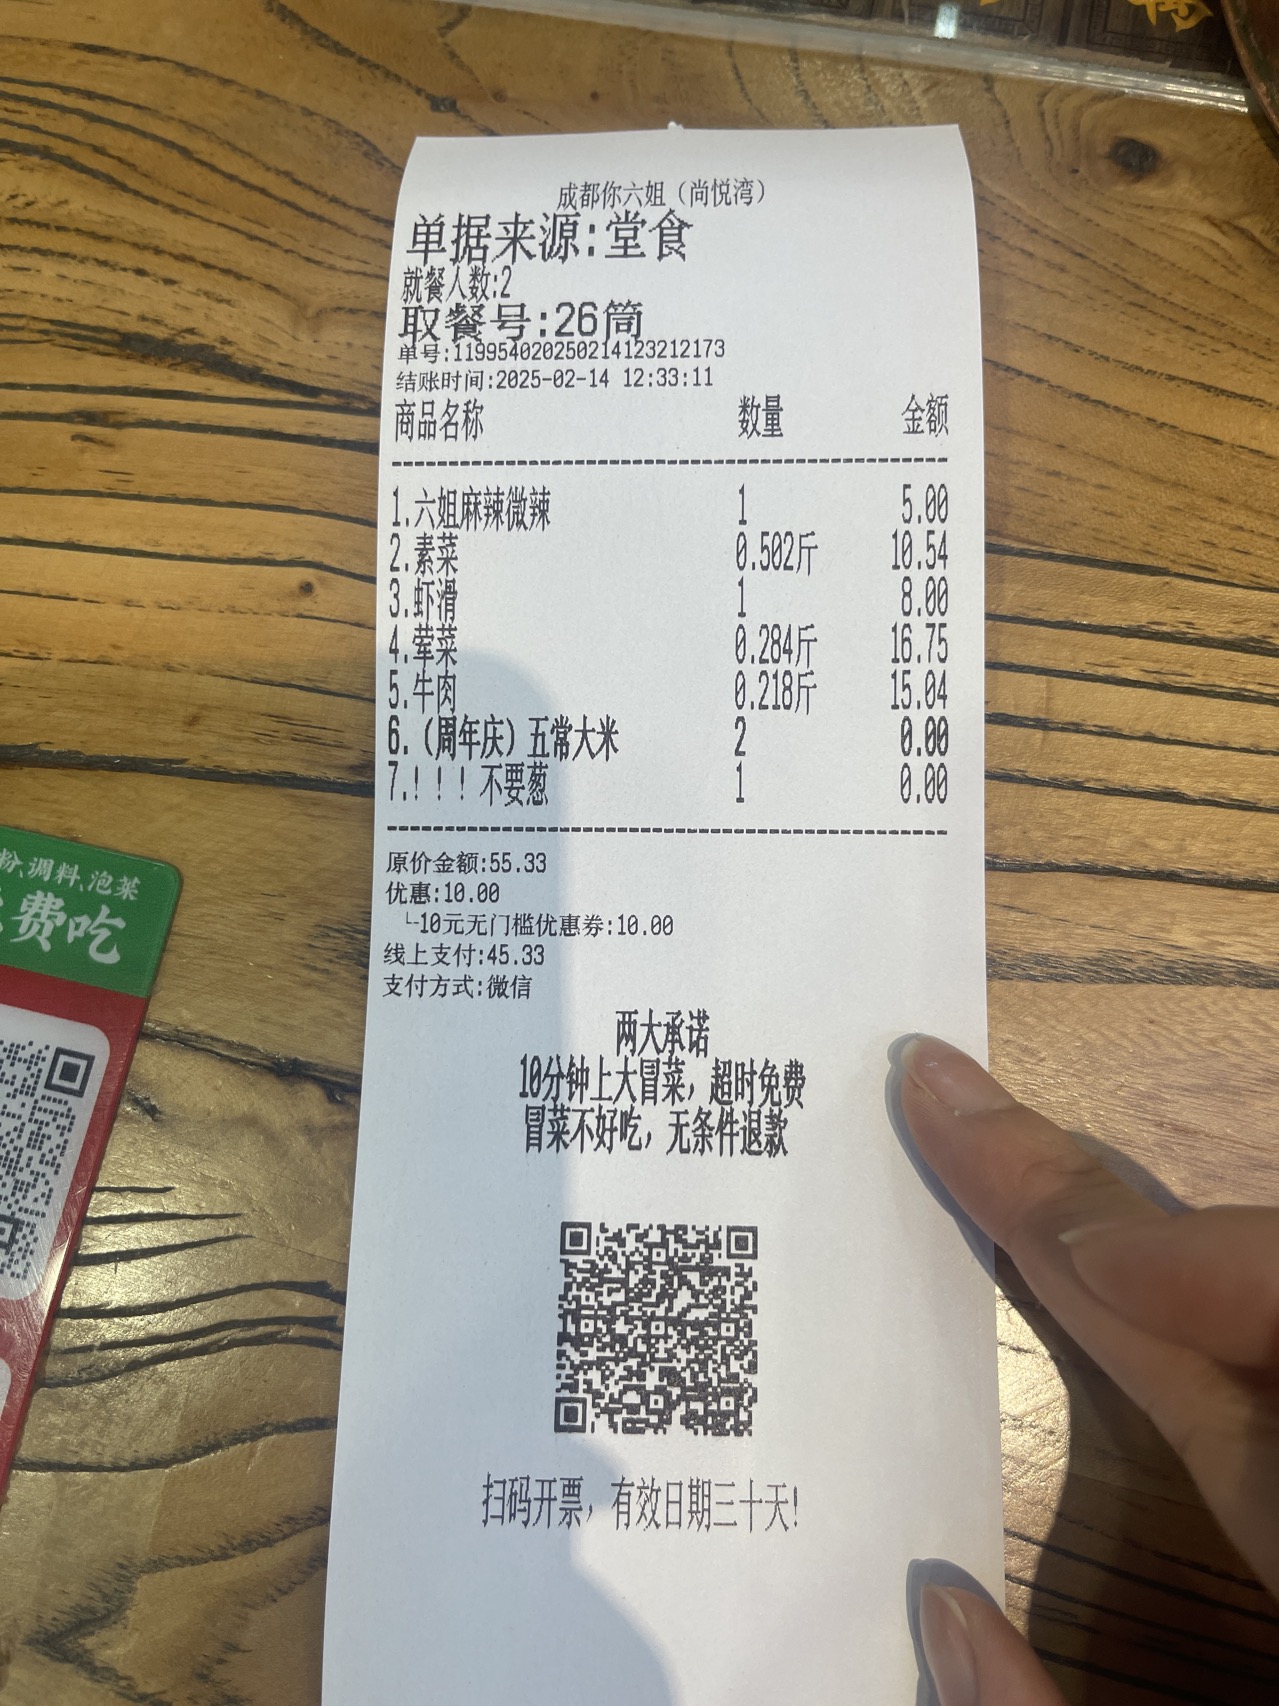 成都你六姐（尚悦湾）
单据来源:堂食
就餐人数:2
取餐号:26筒
单号:119954020250214123212173
结账时间:2025-02-14 12:33:11
商品名称 数量 金额
1.六姐麻辣微辣 1 5.00
2.素菜 0.502斤 10.54
3.虾滑 1 8.00
4.荤菜 0.284斤 16.75
5.牛肉 0.218斤 15.04
6.（周年庆）五常大米 2 0.00
7.！！！不要葱 1 0.00
原价金额:55.33
优惠:10.00
└-10元无门槛优惠券:10.00
线上支付:45.33
支付方式:微信
两大承诺
10分钟上大冒菜，超时免费
冒菜不好吃，无条件退款
扫码开票，有效日期三十天!
粉、调料、泡菜
费吃